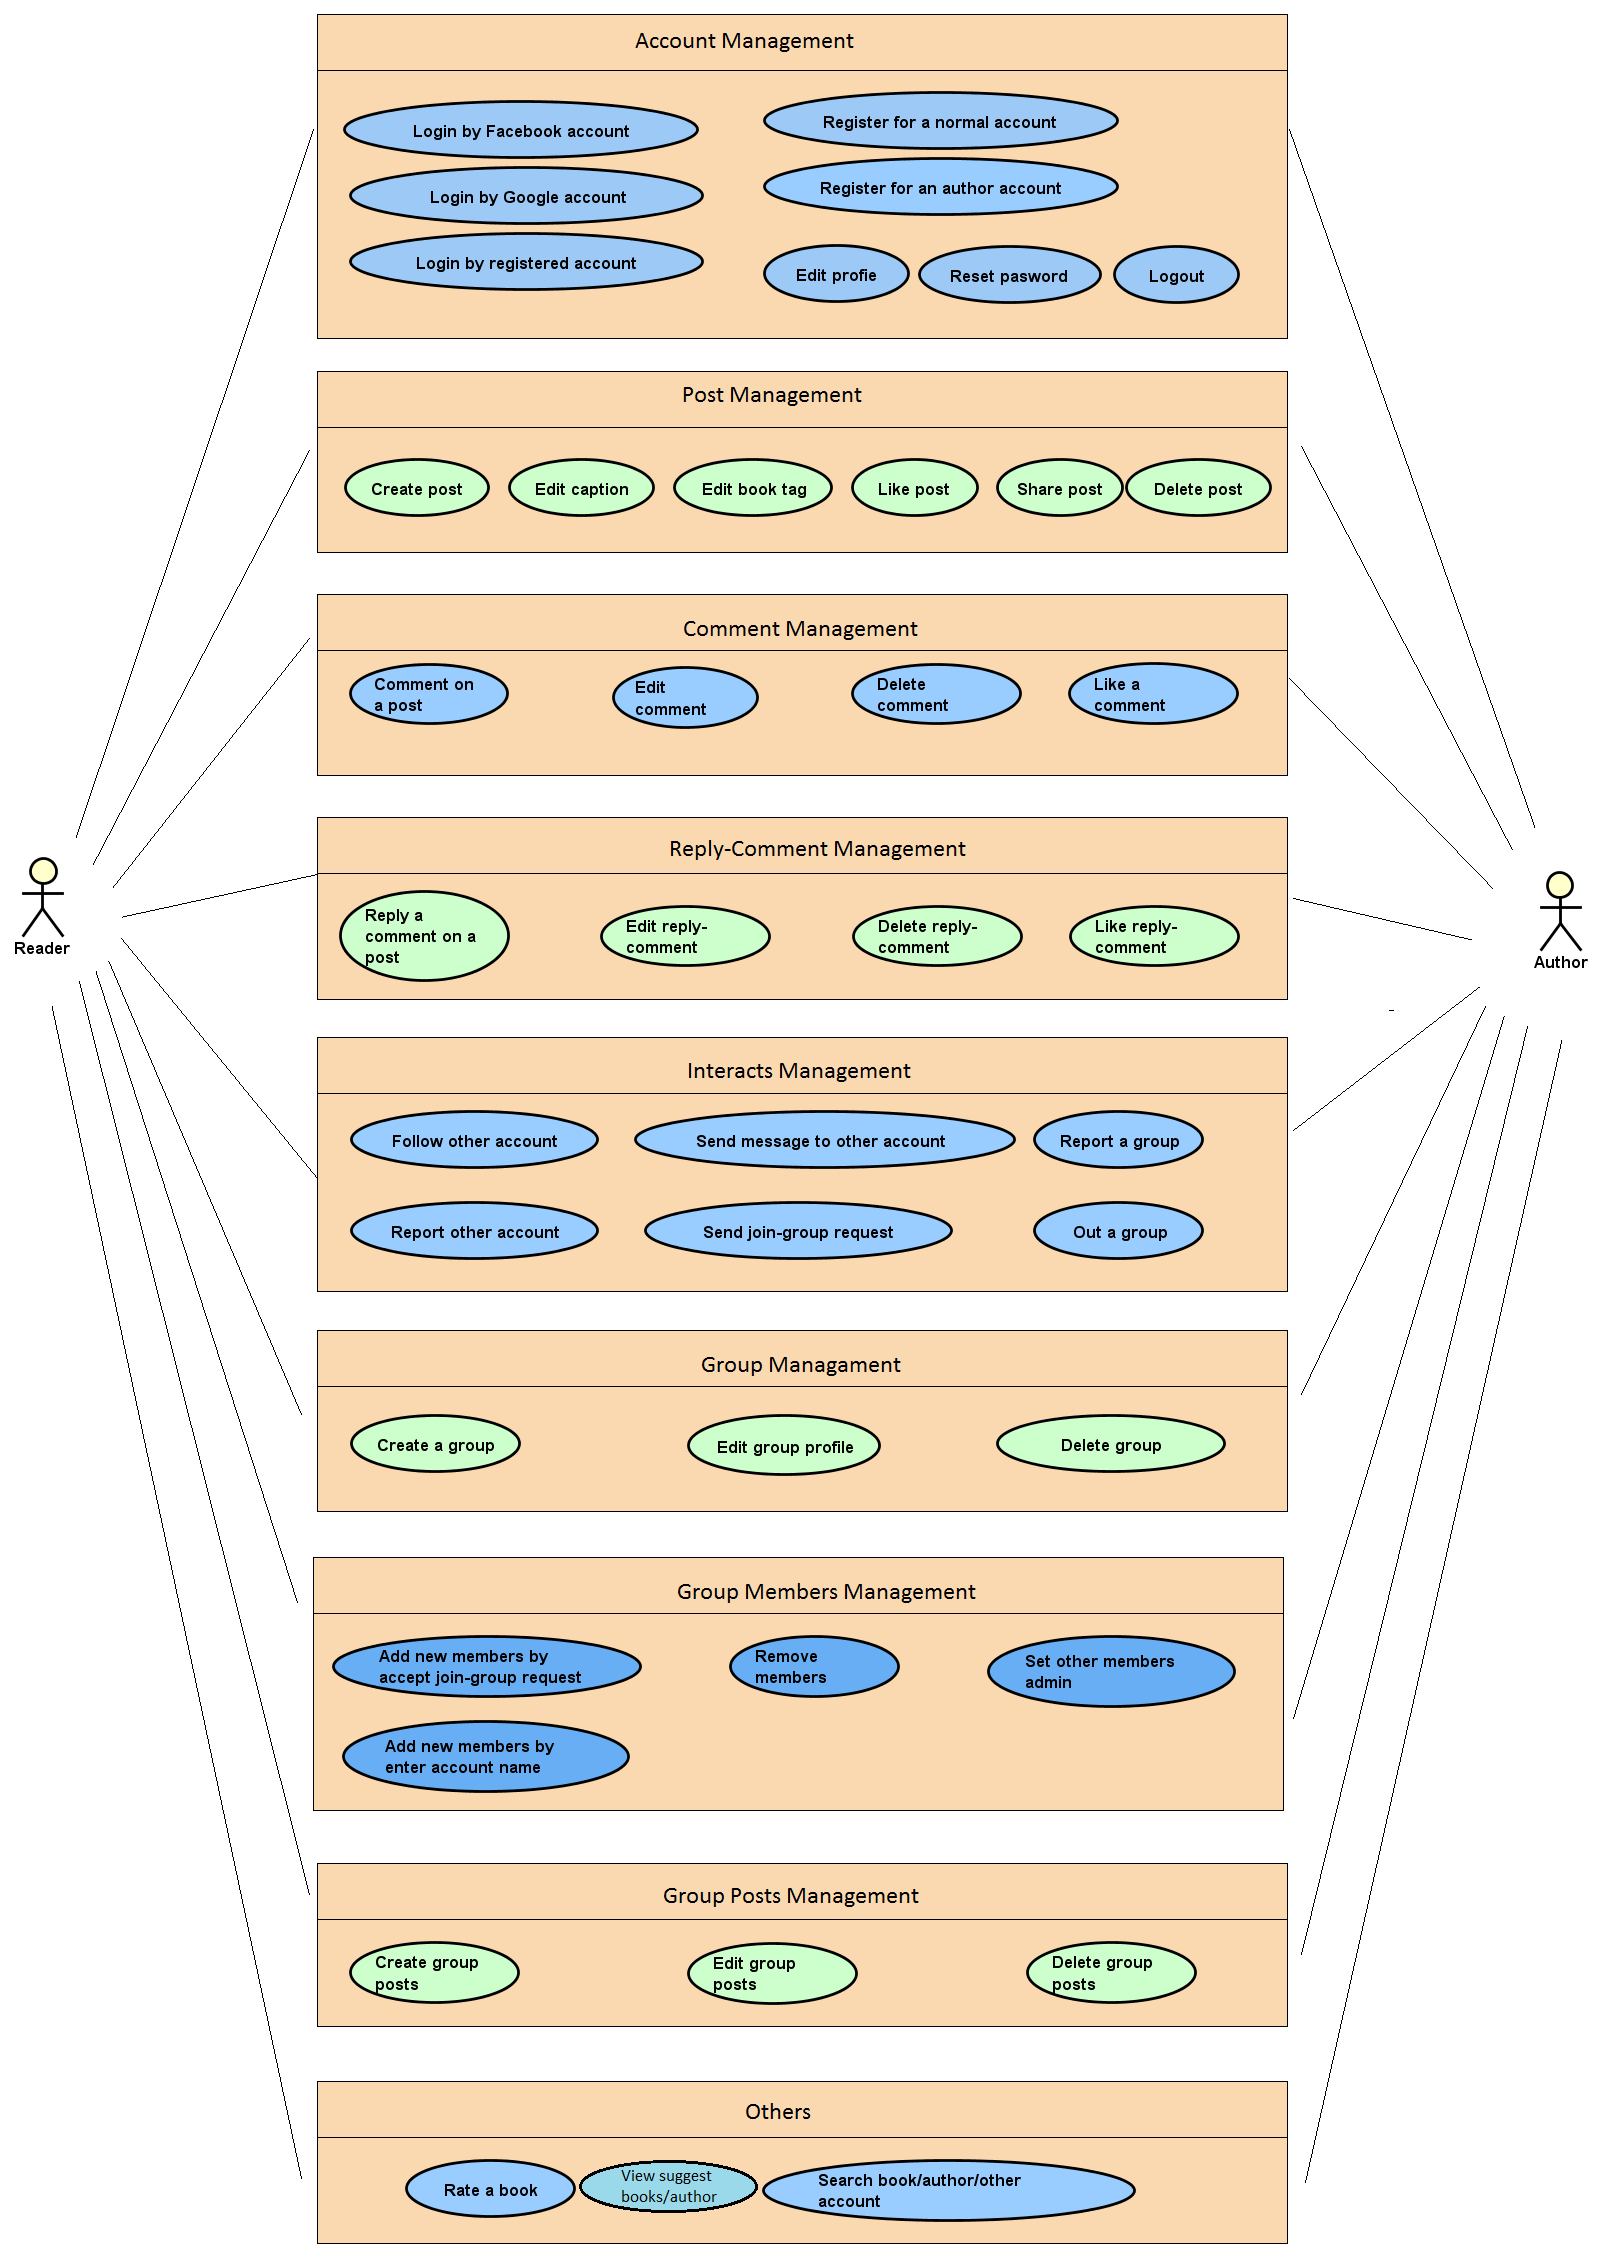 Account Management
Login by Facebook account
Register for a normal account
Login by Google account
Register for an author account
Login by registered account
Edit profie
Reset pasword
Logout
Post Management
Create post
Edit caption
Edit book tag
Like post
Share post
Delete post
Comment Management
Comment on
a post
Edit
comment
Delete
comment
Like a
comment
Reply-Comment Management
Reply a
comment on a
post
Edit reply-
comment
Delete reply-
comment
Like reply-
comment
Reader
Author
Interacts Management
Follow other account
Send message to other account
Report a group
Report other account
Send join-group request
Out a group
Group Managament
Create a group
Edit group profile
Delete group
Group Members Management
Add new members by
accept join-group request
Remove
members
Set other members
admin
Add new members by
enter account name
Group Posts Management
Create group
posts
Edit group
posts
Delete group
posts
Others
Rate a book
View suggest
books/author
Search book/author/other
account